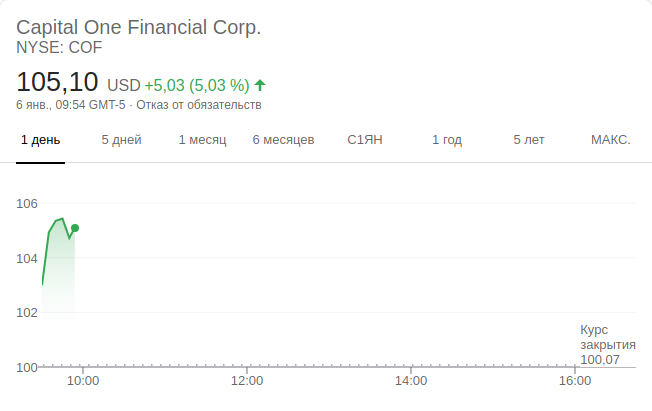 Capital One Financial Corp.
NYSE: COF
105,10 USD +5,03 (5,03 %)
6 янв., 09:54 GMT-5 · Отказ от обязательств
1 день 5 дней 1 месяц 6 месяцев С1ЯН 1 год 5 лет МАКС.
106
104
102
100
Курс
закрытия
100,07
10:00 12:00 14:00 16:00